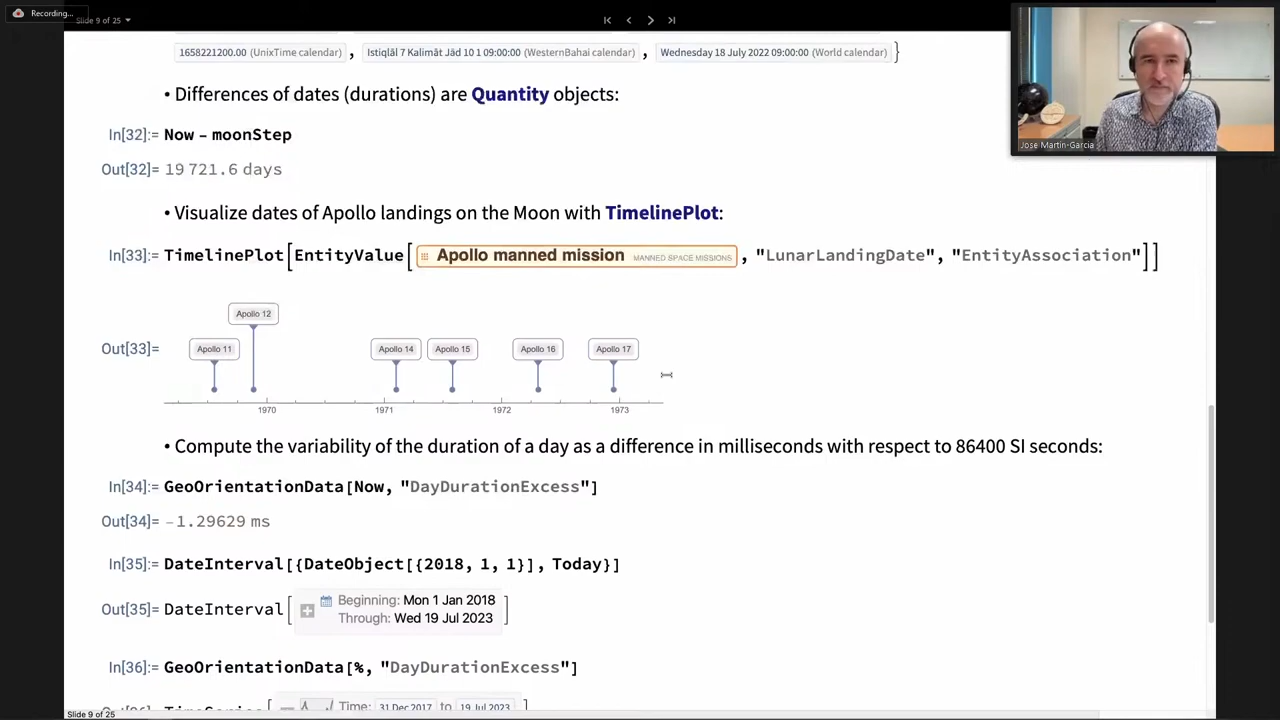 Recording...
Slide 9 of 25
1658221200.00 (UnixTime calendar) , Istiqlāl 7 Kalimát Jād 10 1 09:00:00 (WesternBahai calendar) , Wednesday 18 July 2022 09:00:00 (World calendar) }
Jose Martin-Garcia
• Differences of dates (durations) are Quantity objects:
In[32]:= Now – moonStep
Out[32]= 19 721.6 days
• Visualize dates of Apollo landings on the Moon with TimelinePlot:
In[33]:= TimelinePlot[EntityValue[ Apollo manned mission MANNED SPACE MISSIONS , "LunarLandingDate", "EntityAssociation"]]
Apollo 12
Out[33]= Apollo 11 Apollo 14 Apollo 15 Apollo 16 Apollo 17
1970 1971 1972 1973
• Compute the variability of the duration of a day as a difference in milliseconds with respect to 86400 SI seconds:
In[34]:= GeoOrientationData[Now, "DayDurationExcess"]
Out[34]= –1.29629 ms
In[35]:= DateInterval[{DateObject[{2018, 1, 1}], Today}]
Out[35]= DateInterval[ Beginning: Mon 1 Jan 2018
Through: Wed 19 Jul 2023 ]
In[36]:= GeoOrientationData[%, "DayDurationExcess"]
Time: 31 Dec 2017 to 19 Jul 2023
Slide 9 of 25